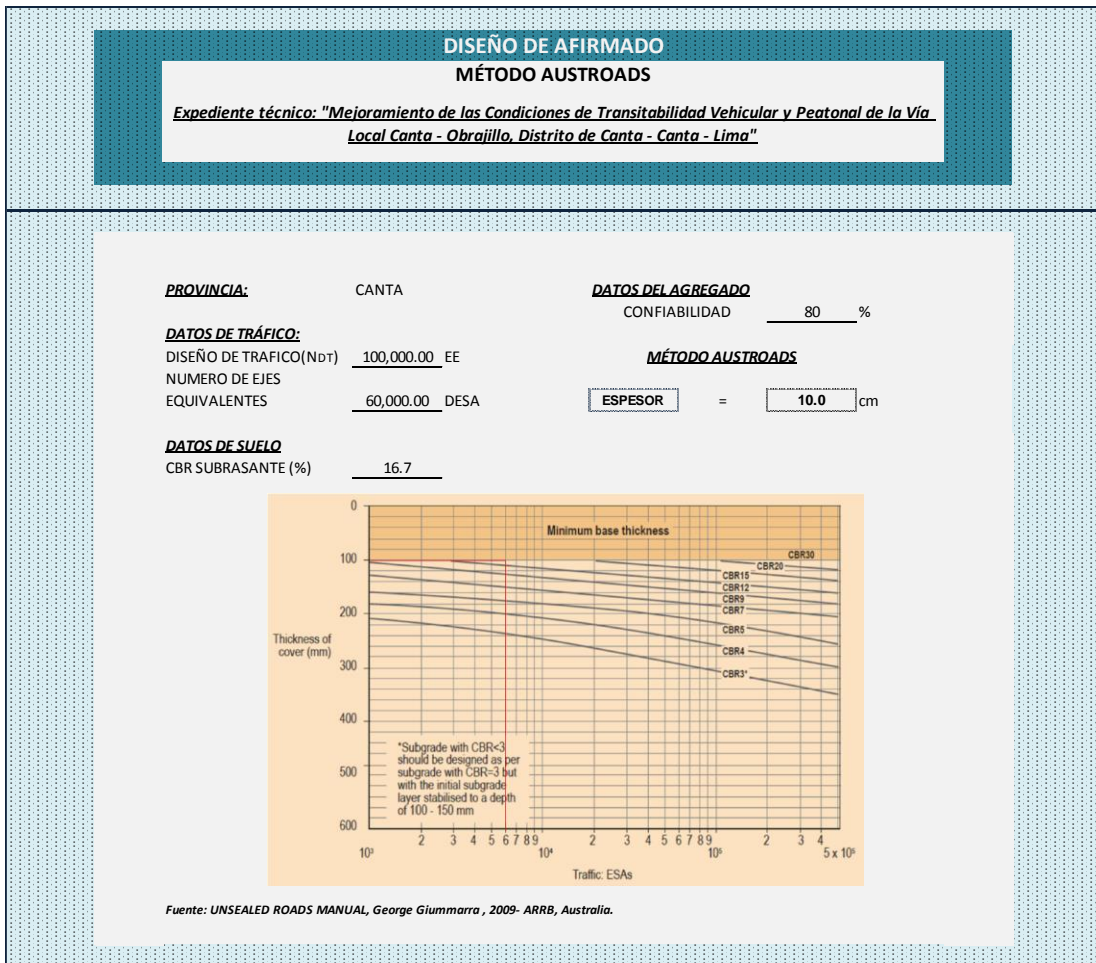 DISEÑO DE AFIRMADO
MÉTODO AUSTROADS
Expediente técnico: "Mejoramiento de las Condiciones de Transitabilidad Vehicular y Peatonal de la Vía
Local Canta - Obrajillo, Distrito de Canta - Canta - Lima"
PROVINCIA: CANTA
DATOS DEL AGREGADO
CONFIABILIDAD 80 %
DATOS DE TRÁFICO:
DISEÑO DE TRAFICO(NDT) 100,000.00 EE
MÉTODO AUSTROADS
NUMERO DE EJES
EQUIVALENTES 60,000.00 DESA
ESPESOR = 10.0 cm
DATOS DE SUELO
CBR SUBRASANTE (%) 16.7
0
Minimum base thickness
100
CBR30
CBR20
CBR15
CBR12
CBR9
CBR7
200
CBR5
Thickness of
cover (mm)
CBR4
300
CBR3*
400
*Subgrade with CBR<3
should be designed as per
subgrade with CBR=3 but
with the initial subgrade
layer stabilised to a depth
of 100 - 150 mm
500
600
2 3 4 5 6 7 8 9 2 3 4 5 6 7 8 9 2 3 4
10³ 10⁴ 10⁵ 5 x 10⁵
Traffic: ESAs
Fuente: UNSEALED ROADS MANUAL, George Giummarra , 2009- ARRB, Australia.